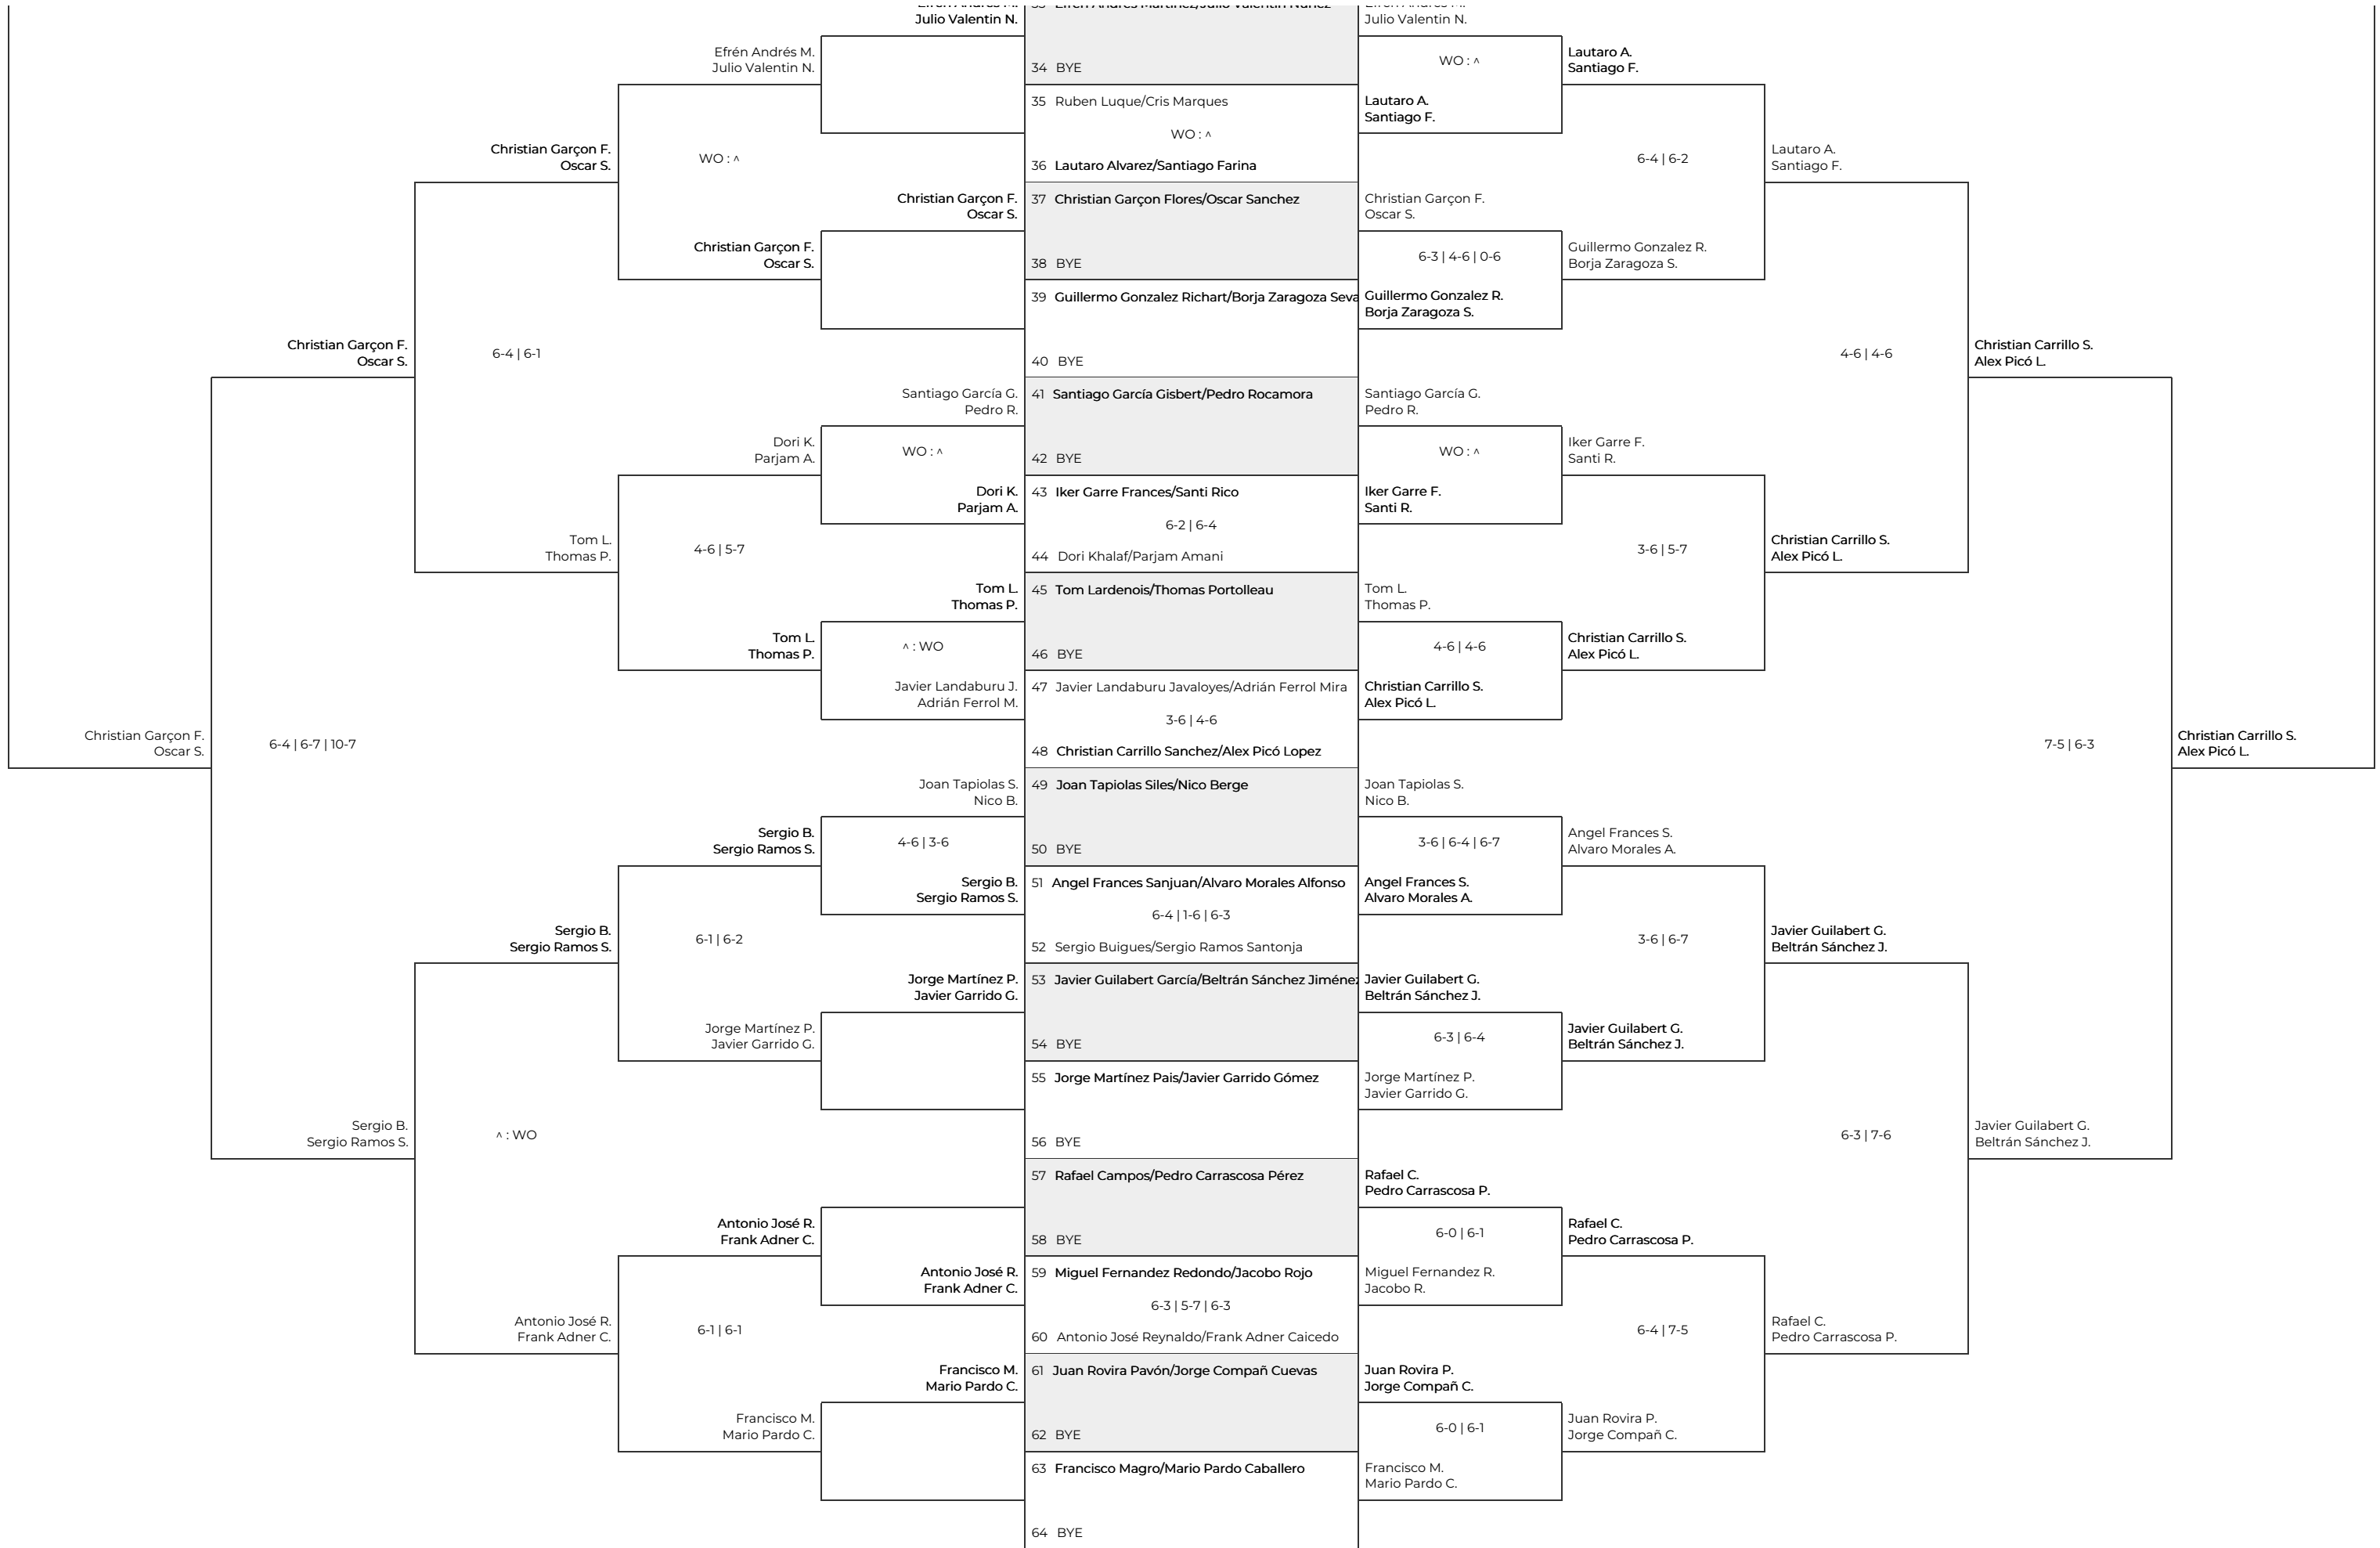 Julio Valentin N.
Julio Valentin N.
Efrén Andrés M.
Julio Valentin N.
34 BYE
WO : ^
Lautaro A.
Santiago F.
35 Ruben Luque/Cris Marques
Lautaro A.
Santiago F.
WO : ^
Christian Garçon F.
Oscar S.
WO : ^
36 Lautaro Alvarez/Santiago Farina
6-4 | 6-2
Lautaro A.
Santiago F.
Christian Garçon F.
Oscar S.
37 Christian Garçon Flores/Oscar Sanchez
Christian Garçon F.
Oscar S.
Christian Garçon F.
Oscar S.
38 BYE
6-3 | 4-6 | 0-6
Guillermo Gonzalez R.
Borja Zaragoza S.
39 Guillermo Gonzalez Richart/Borja Zaragoza Seva
Guillermo Gonzalez R.
Borja Zaragoza S.
Christian Garçon F.
Oscar S.
6-4 | 6-1
40 BYE
4-6 | 4-6
Christian Carrillo S.
Alex Picó L.
Santiago García G.
Pedro R.
41 Santiago García Gisbert/Pedro Rocamora
Santiago García G.
Pedro R.
Dori K.
Parjam A.
WO : ^
42 BYE
WO : ^
Iker Garre F.
Santi R.
Dori K.
Parjam A.
43 Iker Garre Frances/Santi Rico
Iker Garre F.
Santi R.
6-2 | 6-4
Tom L.
Thomas P.
4-6 | 5-7
44 Dori Khalaf/Parjam Amani
3-6 | 5-7
Christian Carrillo S.
Alex Picó L.
Tom L.
Thomas P.
45 Tom Lardenois/Thomas Portolleau
Tom L.
Thomas P.
Tom L.
Thomas P.
^ : WO
46 BYE
4-6 | 4-6
Christian Carrillo S.
Alex Picó L.
Javier Landaburu J.
Adrián Ferrol M.
47 Javier Landaburu Javaloyes/Adrián Ferrol Mira
Christian Carrillo S.
Alex Picó L.
3-6 | 4-6
Christian Garçon F.
Oscar S.
6-4 | 6-7 | 10-7
48 Christian Carrillo Sanchez/Alex Picó Lopez
7-5 | 6-3
Christian Carrillo S.
Alex Picó L.
Joan Tapiolas S.
Nico B.
49 Joan Tapiolas Siles/Nico Berge
Joan Tapiolas S.
Nico B.
Sergio B.
Sergio Ramos S.
4-6 | 3-6
50 BYE
3-6 | 6-4 | 6-7
Angel Frances S.
Alvaro Morales A.
Sergio B.
Sergio Ramos S.
51 Angel Frances Sanjuan/Alvaro Morales Alfonso
Angel Frances S.
Alvaro Morales A.
6-4 | 1-6 | 6-3
Sergio B.
Sergio Ramos S.
6-1 | 6-2
52 Sergio Buigues/Sergio Ramos Santonja
3-6 | 6-7
Javier Guilabert G.
Beltrán Sánchez J.
Jorge Martínez P.
Javier Garrido G.
53 Javier Guilabert García/Beltrán Sánchez Jiménez
Javier Guilabert G.
Beltrán Sánchez J.
Jorge Martínez P.
Javier Garrido G.
54 BYE
6-3 | 6-4
Javier Guilabert G.
Beltrán Sánchez J.
55 Jorge Martínez Pais/Javier Garrido Gómez
Jorge Martínez P.
Javier Garrido G.
Sergio B.
Sergio Ramos S.
^ : WO
56 BYE
6-3 | 7-6
Javier Guilabert G.
Beltrán Sánchez J.
57 Rafael Campos/Pedro Carrascosa Pérez
Rafael C.
Pedro Carrascosa P.
Antonio José R.
Frank Adner C.
58 BYE
6-0 | 6-1
Rafael C.
Pedro Carrascosa P.
Antonio José R.
Frank Adner C.
59 Miguel Fernandez Redondo/Jacobo Rojo
Miguel Fernandez R.
Jacobo R.
6-3 | 5-7 | 6-3
Antonio José R.
Frank Adner C.
6-1 | 6-1
60 Antonio José Reynaldo/Frank Adner Caicedo
6-4 | 7-5
Rafael C.
Pedro Carrascosa P.
Francisco M.
Mario Pardo C.
61 Juan Rovira Pavón/Jorge Compañ Cuevas
Juan Rovira P.
Jorge Compañ C.
Francisco M.
Mario Pardo C.
62 BYE
6-0 | 6-1
Juan Rovira P.
Jorge Compañ C.
63 Francisco Magro/Mario Pardo Caballero
Francisco M.
Mario Pardo C.
64 BYE